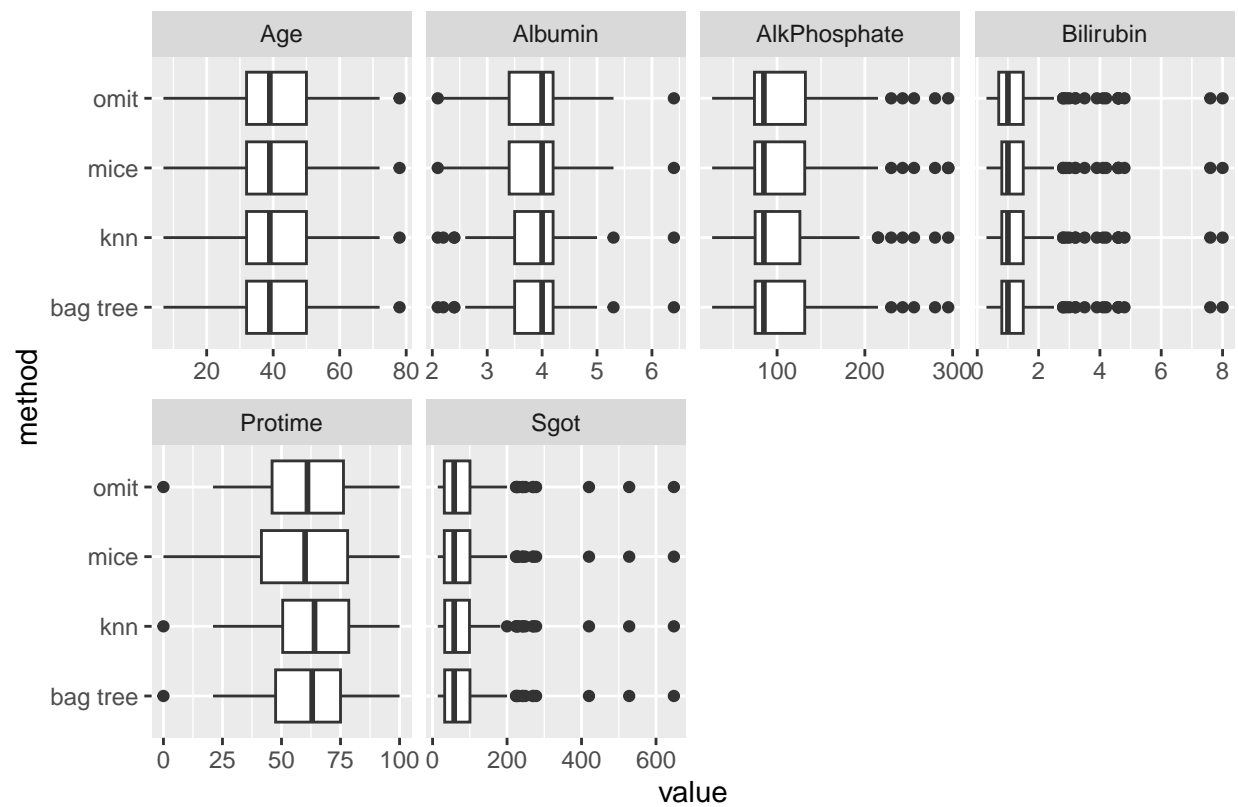 Age Albumin AlkPhosphate Bilirubin
omit
mice
knn
bag tree
20 40 60 80 2 3 4 5 6 100 200 300 0 2 4 6 8
method
Protime Sgot
omit
mice
knn
bag tree
0 25 50 75 100 0 200 400 600
value